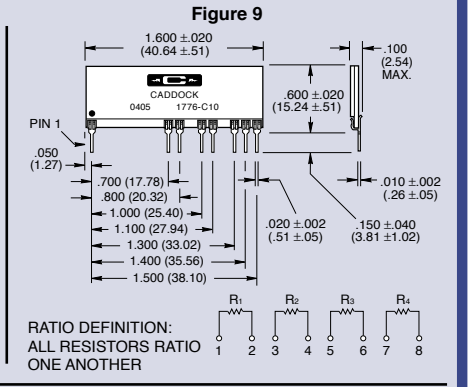 Figure 9
1.600 ±.020
(40.64 ±.51)
.100
(2.54)
MAX.
CADDOCK
0405 1776-C10
.600 ±.020
(15.24 ±.51)
PIN 1
.050
(1.27)
.700 (17.78)
.800 (20.32)
1.000 (25.40)
1.100 (27.94)
1.300 (33.02)
1.400 (35.56)
1.500 (38.10)
.020 ±.002
(.51 ±.05)
.010 ±.002
(.26 ±.05)
.150 ±.040
(3.81 ±1.02)
R1 R2 R3 R4
1 2 3 4 5 6 7 8
RATIO DEFINITION:
ALL RESISTORS RATIO
ONE ANOTHER